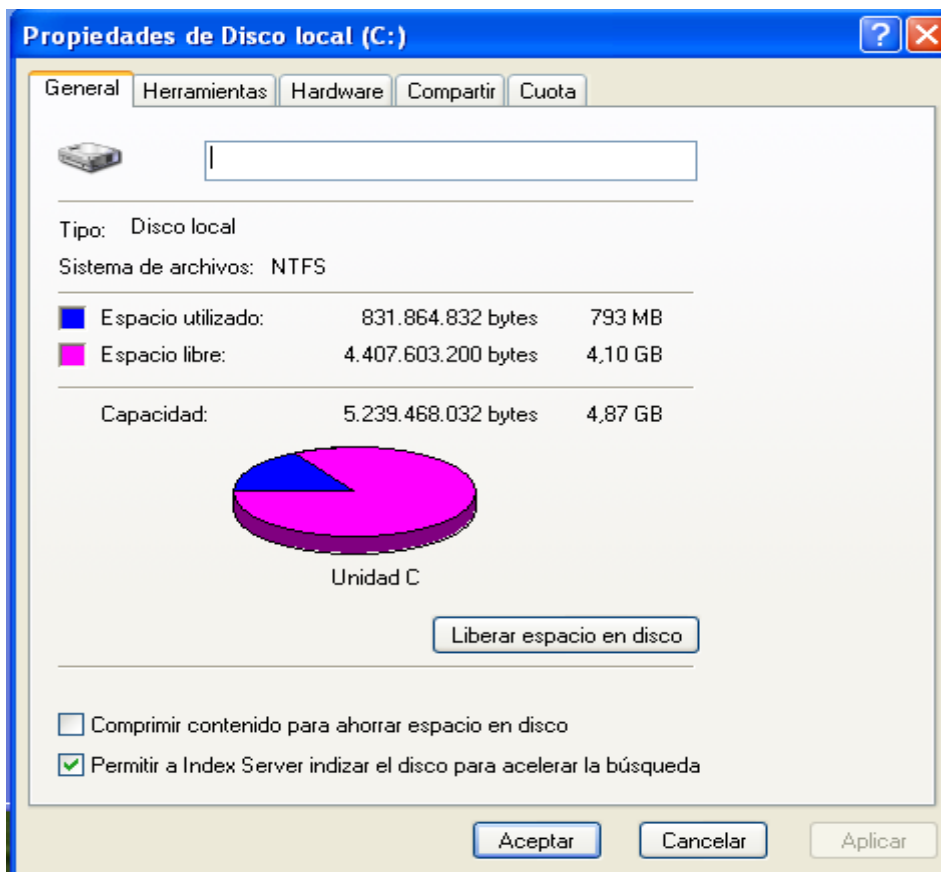 Propiedades de Disco local (C:)
General Herramientas Hardware Compartir Cuota
Tipo: Disco local
Sistema de archivos: NTFS
Espacio utilizado: 831.864.832 bytes 793 MB
Espacio libre: 4.407.603.200 bytes 4,10 GB
Capacidad: 5.239.468.032 bytes 4,87 GB
Unidad C
Liberar espacio en disco
Comprimir contenido para ahorrar espacio en disco
Permitir a Index Server indizar el disco para acelerar la búsqueda
Aceptar Cancelar Aplicar